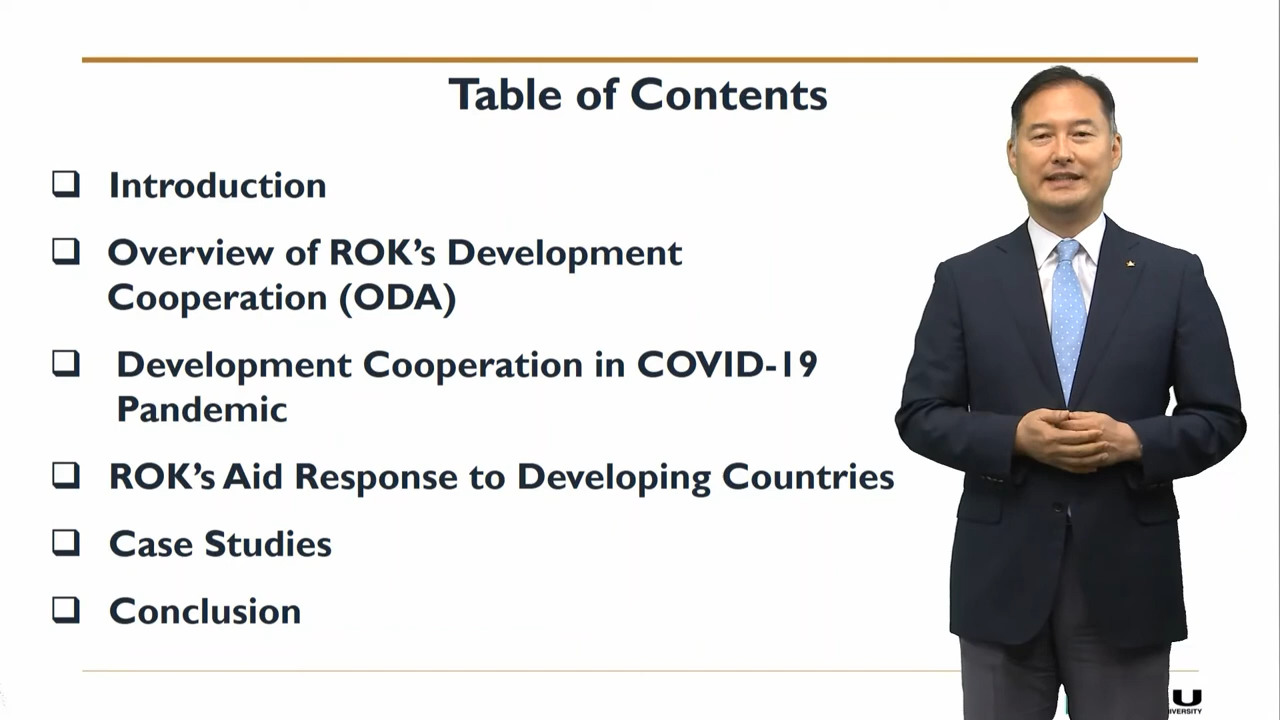 Table of Contents
❑ Introduction
❑ Overview of ROK’s Development
Cooperation (ODA)
❑ Development Cooperation in COVID-19
Pandemic
❑ ROK’s Aid Response to Developing Countries
❑ Case Studies
❑ Conclusion
U